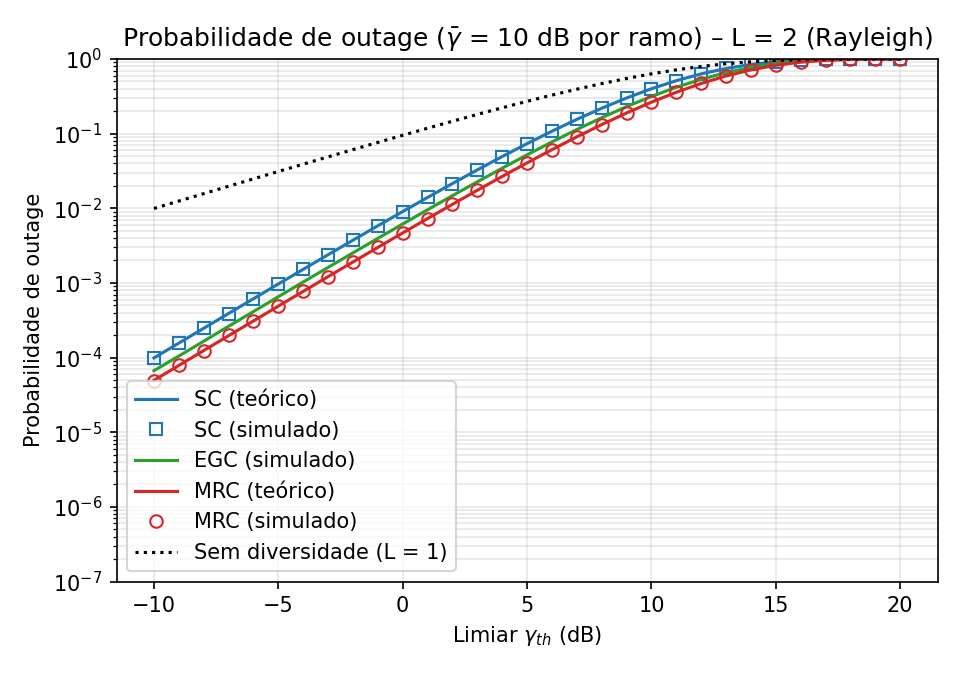 Probabilidade de outage (γ̄ = 10 dB por ramo) – L = 2 (Rayleigh)
Probabilidade de outage
10⁰
10⁻¹
10⁻²
10⁻³
10⁻⁴
10⁻⁵
10⁻⁶
10⁻⁷
SC (teórico)
SC (simulado)
EGC (simulado)
MRC (teórico)
MRC (simulado)
Sem diversidade (L = 1)
−10 −5 0 5 10 15 20
Limiar γ_th (dB)